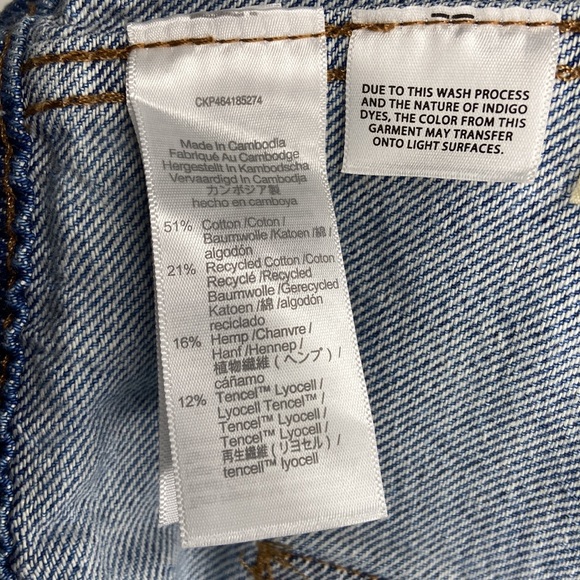 CKP464185274
Made In Cambodia
Fabriqué Au Cambodge
Hergestellt In Kambodscha
Vervaardigd In Cambodja
カンボジア製
hecho en camboya
51% Cotton /Coton /
Baumwolle /Katoen /綿 /
algodón
21% Recycled Cotton /Coton
Recyclé /Recycled
Baumwolle /Gerecycled
Katoen /綿 /algodón
reciclado
16% Hemp /Chanvre /
Hanf /Hennep /
植物繊維 ( ヘンプ ) /
cáñamo
12% Tencel™ Lyocell /
Lyocell Tencel™ /
Tencel™ Lyocell /
Tencel™ Lyocell /
再生繊維 ( リヨセル ) /
tencel™ lyocell
DUE TO THIS WASH PROCESS
AND THE NATURE OF INDIGO
DYES, THE COLOR FROM THIS
GARMENT MAY TRANSFER
ONTO LIGHT SURFACES.